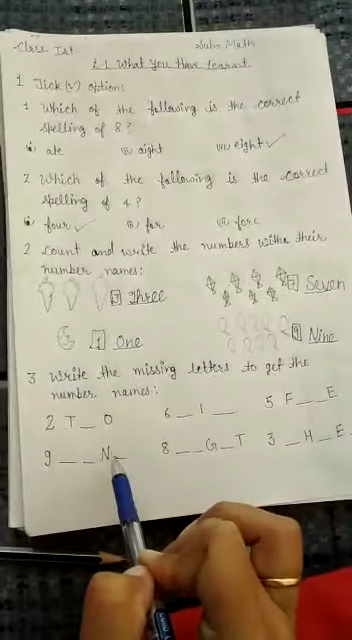 Class Ist Sub:- Math
L-1 What You Have Learnt
1 Tick (✓) option:
1 Which of the following is the correct
spelling of 8?
(i) ate (ii) aight (iii) eight ✓
2 Which of the following is the correct
spelling of 4?
(i) four ✓ (ii) for (iii) fore
2 Count and write the numbers with their
number names:
3 Three 7 Seven
1 One 9 Nine
3 Write the missing letters to get the
number names:
2 T _ O 6 _ I _ 5 F _ _ E
9 _ _ N _ 8 _ _ G _ T 3 _ H _ E _